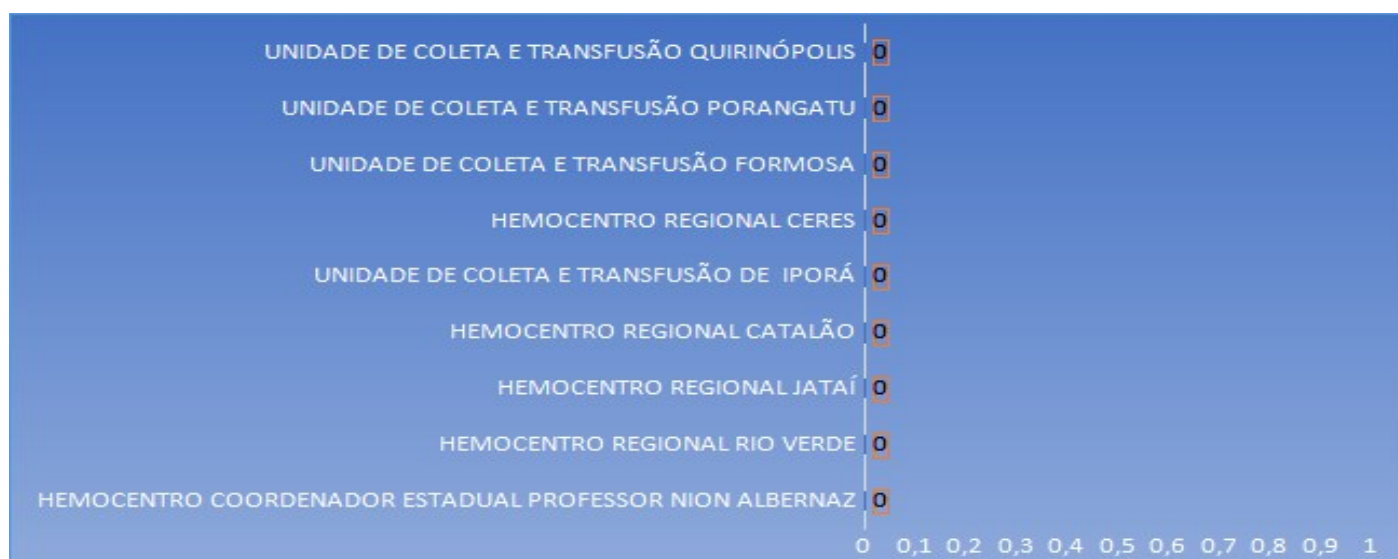 UNIDADE DE COLETA E TRANSFUSÃO QUIRINÓPOLIS 0
UNIDADE DE COLETA E TRANSFUSÃO PORANGATU 0
UNIDADE DE COLETA E TRANSFUSÃO FORMOSA 0
HEMOCENTRO REGIONAL CERES 0
UNIDADE DE COLETA E TRANSFUSÃO DE  IPORÁ 0
HEMOCENTRO REGIONAL CATALÃO 0
HEMOCENTRO REGIONAL JATAÍ 0
HEMOCENTRO REGIONAL RIO VERDE 0
HEMOCENTRO COORDENADOR ESTADUAL PROFESSOR NION ALBERNAZ 0
0 0,1 0,2 0,3 0,4 0,5 0,6 0,7 0,8 0,9 1